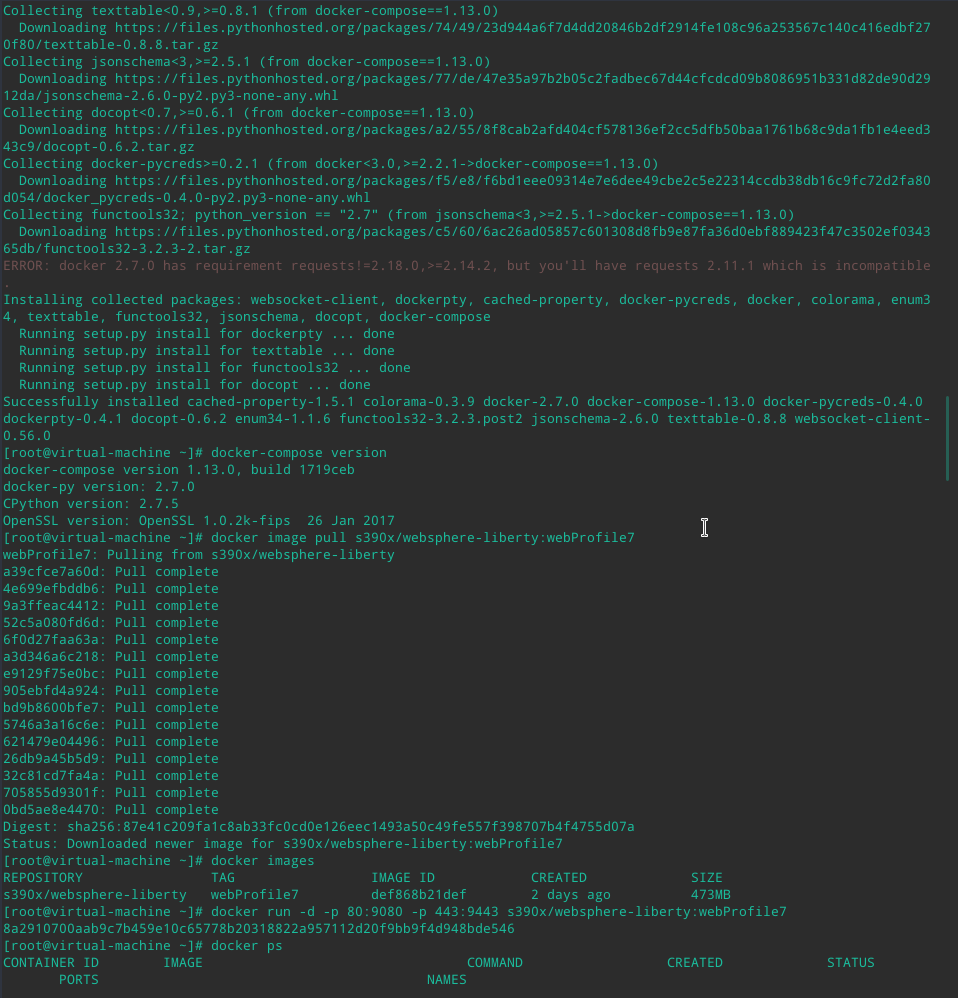 Collecting texttable<0.9,>=0.8.1 (from docker-compose==1.13.0)
  Downloading https://files.pythonhosted.org/packages/74/49/23d944a6f7d4dd20846b2df2914fe108c96a253567c140c416edbf27
0f80/texttable-0.8.8.tar.gz
Collecting jsonschema<3,>=2.5.1 (from docker-compose==1.13.0)
  Downloading https://files.pythonhosted.org/packages/77/de/47e35a97b2b05c2fadbec67d44cfcdcd09b8086951b331d82de90d29
12da/jsonschema-2.6.0-py2.py3-none-any.whl
Collecting docopt<0.7,>=0.6.1 (from docker-compose==1.13.0)
  Downloading https://files.pythonhosted.org/packages/a2/55/8f8cab2afd404cf578136ef2cc5dfb50baa1761b68c9da1fb1e4eed3
43c9/docopt-0.6.2.tar.gz
Collecting docker-pycreds>=0.2.1 (from docker<3.0,>=2.2.1->docker-compose==1.13.0)
  Downloading https://files.pythonhosted.org/packages/f5/e8/f6bd1eee09314e7e6dee49cbe2c5e22314ccdb38db16c9fc72d2fa80
d054/docker_pycreds-0.4.0-py2.py3-none-any.whl
Collecting functools32; python_version == "2.7" (from jsonschema<3,>=2.5.1->docker-compose==1.13.0)
  Downloading https://files.pythonhosted.org/packages/c5/60/6ac26ad05857c601308d8fb9e87fa36d0ebf889423f47c3502ef0343
65db/functools32-3.2.3-2.tar.gz
ERROR: docker 2.7.0 has requirement requests!=2.18.0,>=2.14.2, but you'll have requests 2.11.1 which is incompatible
.
Installing collected packages: websocket-client, dockerpty, cached-property, docker-pycreds, docker, colorama, enum3
4, texttable, functools32, jsonschema, docopt, docker-compose
  Running setup.py install for dockerpty ... done
  Running setup.py install for texttable ... done
  Running setup.py install for functools32 ... done
  Running setup.py install for docopt ... done
Successfully installed cached-property-1.5.1 colorama-0.3.9 docker-2.7.0 docker-compose-1.13.0 docker-pycreds-0.4.0
dockerpty-0.4.1 docopt-0.6.2 enum34-1.1.6 functools32-3.2.3.post2 jsonschema-2.6.0 texttable-0.8.8 websocket-client-
0.56.0
[root@virtual-machine ~]# docker-compose version
docker-compose version 1.13.0, build 1719ceb
docker-py version: 2.7.0
CPython version: 2.7.5
OpenSSL version: OpenSSL 1.0.2k-fips  26 Jan 2017
[root@virtual-machine ~]# docker image pull s390x/websphere-liberty:webProfile7
webProfile7: Pulling from s390x/websphere-liberty
a39cfce7a60d: Pull complete
4e699efbddb6: Pull complete
9a3ffeac4412: Pull complete
52c5a080fd6d: Pull complete
6f0d27faa63a: Pull complete
a3d346a6c218: Pull complete
e9129f75e0bc: Pull complete
905ebfd4a924: Pull complete
bd9b8600bfe7: Pull complete
5746a3a16c6e: Pull complete
621479e04496: Pull complete
26db9a45b5d9: Pull complete
32c81cd7fa4a: Pull complete
705855d9301f: Pull complete
0bd5ae8e4470: Pull complete
Digest: sha256:87e41c209fa1c8ab33fc0cd0e126eec1493a50c49fe557f398707b4f4755d07a
Status: Downloaded newer image for s390x/websphere-liberty:webProfile7
[root@virtual-machine ~]# docker images
REPOSITORY                TAG                 IMAGE ID            CREATED             SIZE
s390x/websphere-liberty   webProfile7         def868b21def        2 days ago          473MB
[root@virtual-machine ~]# docker run -d -p 80:9080 -p 443:9443 s390x/websphere-liberty:webProfile7
8a2910700aab9c7b459e10c65778b20318822a957112d20f9bb9f4d948bde546
[root@virtual-machine ~]# docker ps
CONTAINER ID        IMAGE                                 COMMAND                  CREATED             STATUS
       PORTS                                         NAMES